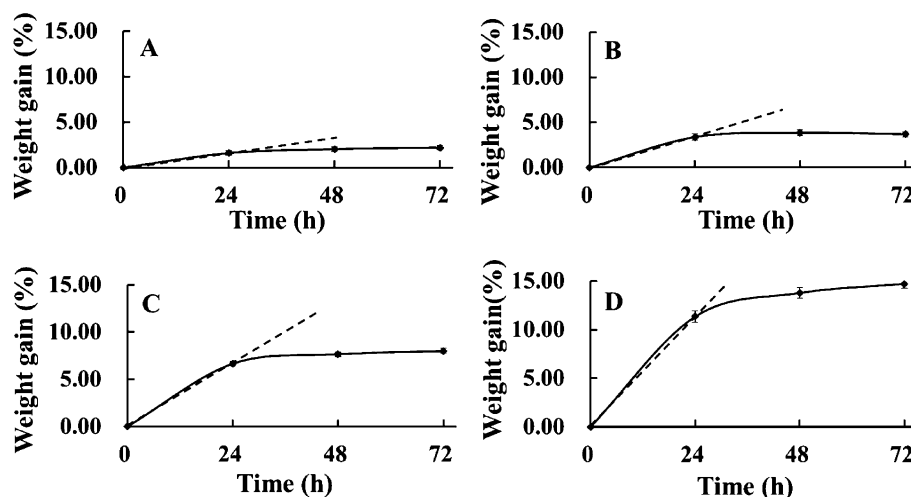 A
Weight gain (%)
15.00
10.00
5.00
0.00
0 24 48 72
Time (h)
B
Weight gain (%)
15.00
10.00
5.00
0.00
0 24 48 72
Time (h)
C
Weight gain (%)
15.00
10.00
5.00
0.00
0 24 48 72
Time (h)
D
Weight gain(%)
15.00
10.00
5.00
0.00
0 24 48 72
Time (h)